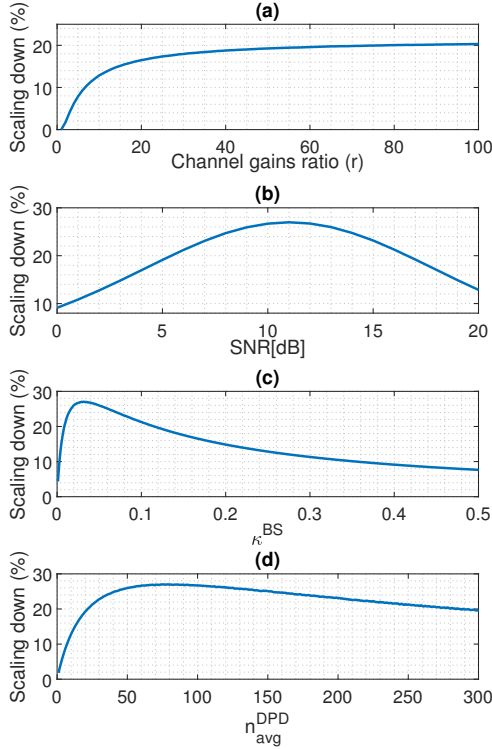 (a)
Scaling down (%)
20
10
0
0 20 40 60 80 100
Channel gains ratio (r)
(b)
Scaling down (%)
30
20
10
0 5 10 15 20
SNR[dB]
(c)
Scaling down (%)
30
20
10
0
0 0.1 0.2 0.3 0.4 0.5
κ^BS
(d)
Scaling down (%)
30
20
10
0
0 50 100 150 200 250 300
n_avg^DPD